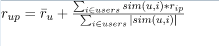 r_{up} = \bar{r}_u + \frac{\sum_{i \in users} sim(u,i)*r_{ip}}{\sum_{i \in users} |sim(u,i)|}